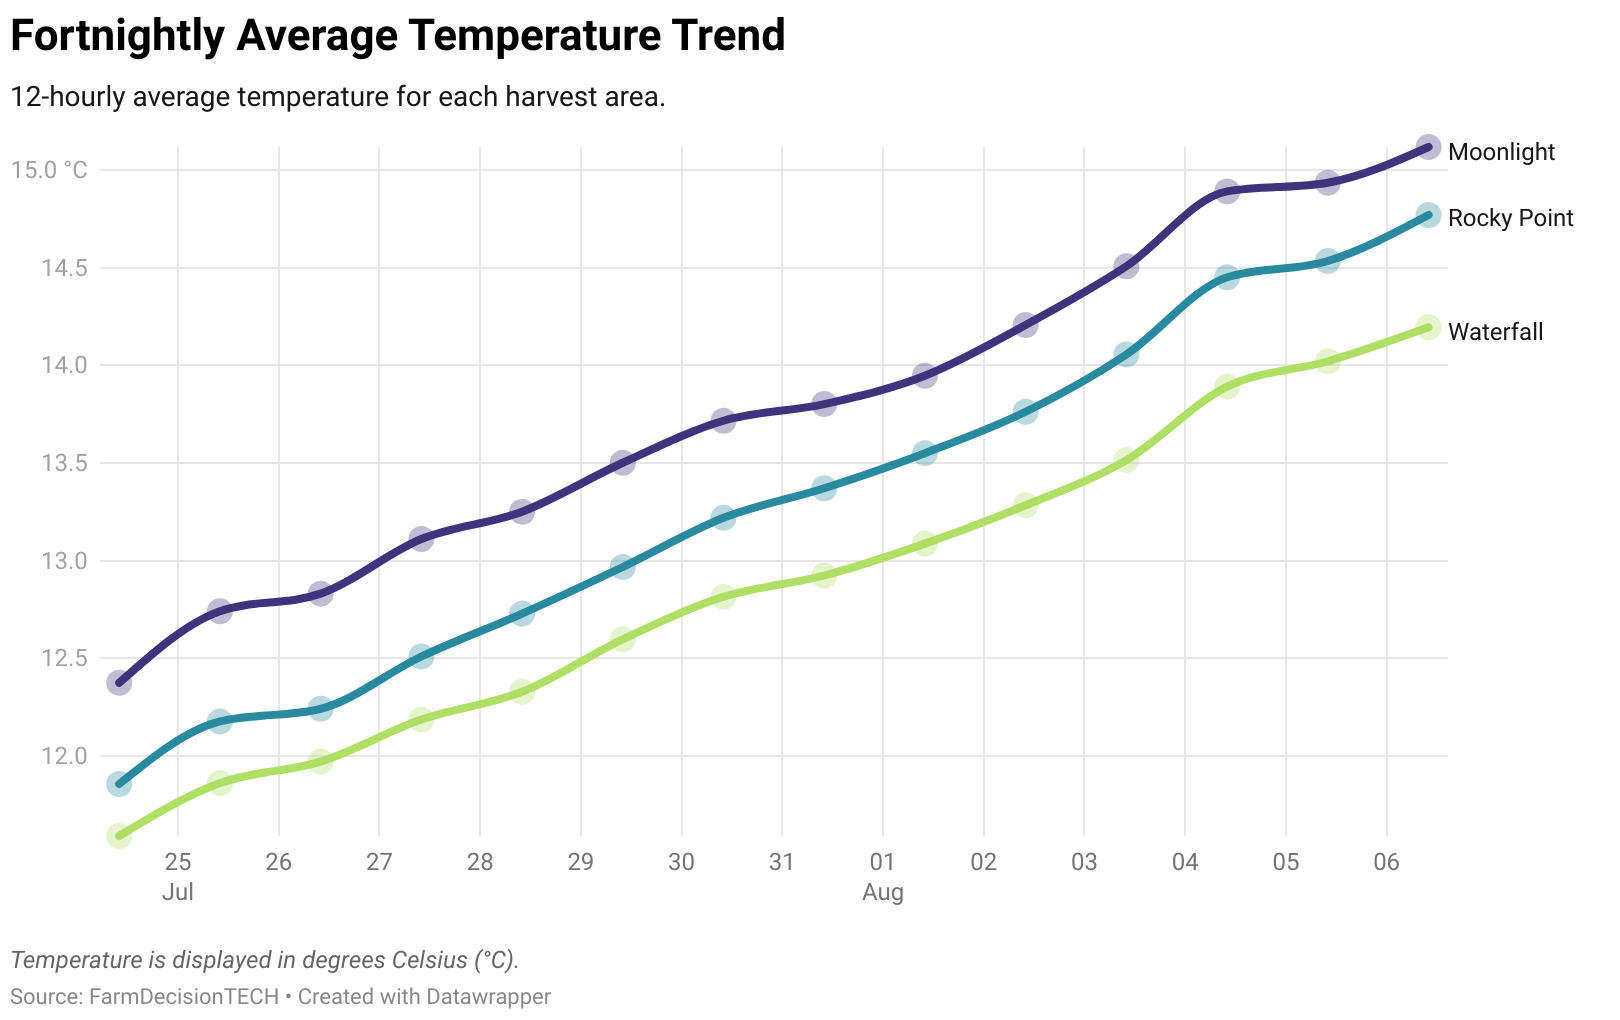 Fortnightly Average Temperature Trend
12-hourly average temperature for each harvest area.
15.0 °C
14.5
14.0
13.5
13.0
12.5
12.0
Moonlight
Rocky Point
Waterfall
25 26 27 28 29 30 31 01 02 03 04 05 06
Jul Aug
Temperature is displayed in degrees Celsius (°C).
Source: FarmDecisionTECH • Created with Datawrapper